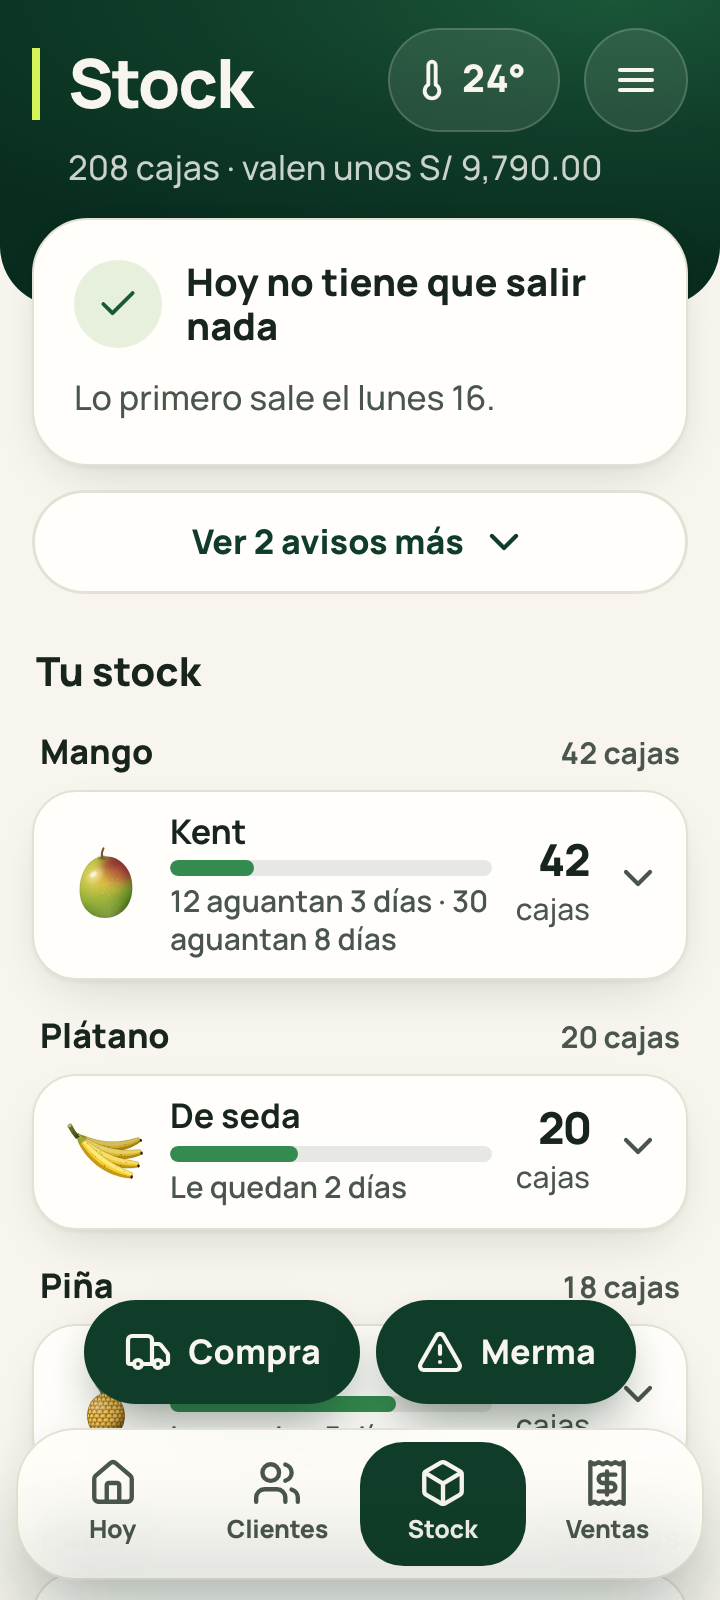 Stock
24°
208 cajas · valen unos S/ 9,790.00
Hoy no tiene que salir
nada
Lo primero sale el lunes 16.
Ver 2 avisos más
Tu stock
Mango
42 cajas
Kent
12 aguantan 3 días · 30
aguantan 8 días
42
cajas
Plátano
20 cajas
De seda
Le quedan 2 días
20
cajas
Piña
18 cajas
Compra
Merma
cajas
Hoy
Clientes
Stock
Ventas